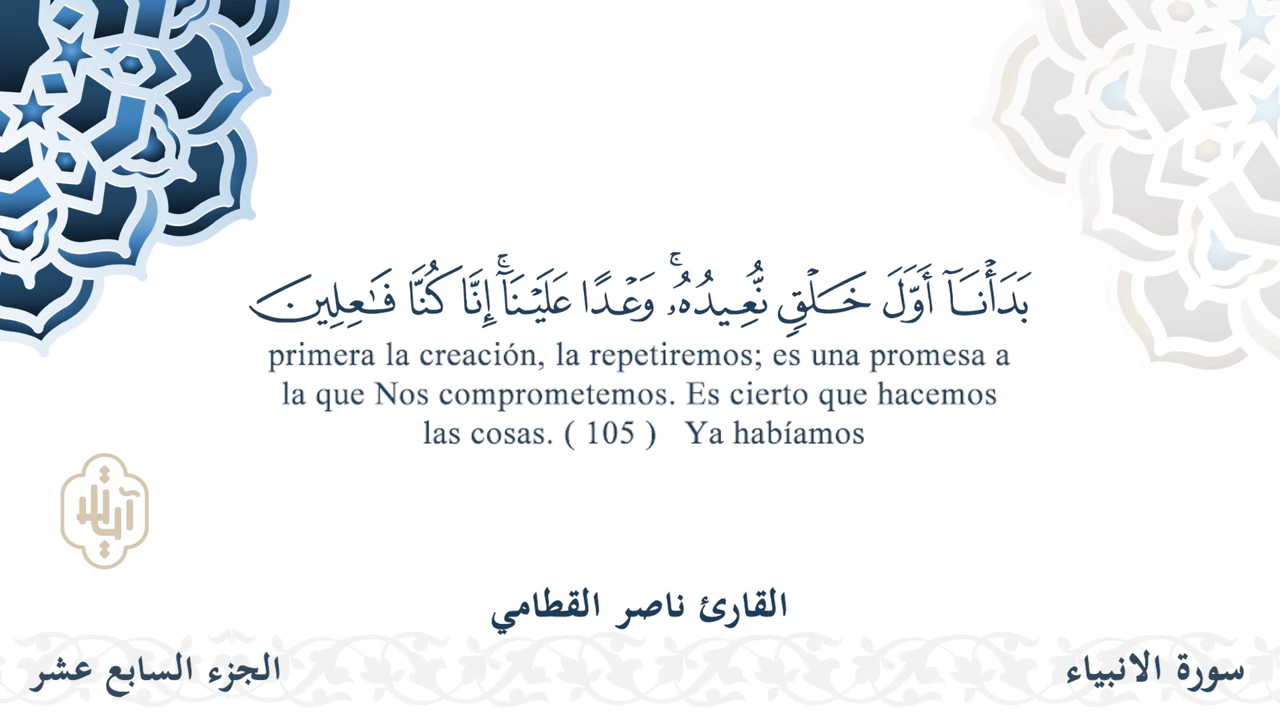 بَدَأْنَآ أَوَّلَ خَلْقٍۢ نُّعِيدُهُۥ ۚ وَعْدًا عَلَيْنَآ ۚ إِنَّا كُنَّا فَـٰعِلِينَ
primera la creación, la repetiremos; es una promesa a
la que Nos comprometemos. Es cierto que hacemos
las cosas. ( 105 ) Ya habíamos
القارئ ناصر القطامي
سورة الانبياء
الجزء السابع عشر